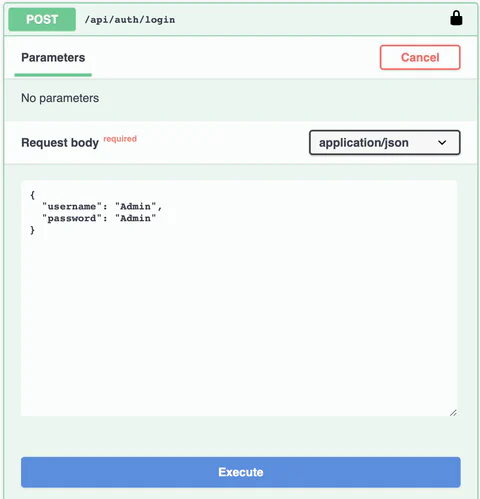 POST /api/auth/login
Parameters
Cancel
No parameters
Request body required
application/json
{
  "username": "Admin",
  "password": "Admin"
}
Execute